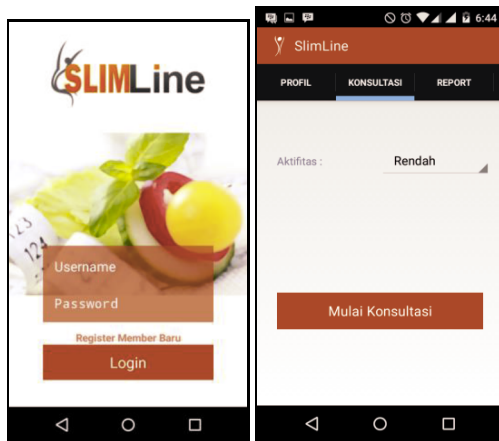 SLIMLine
123
124
Username
Password
Register Member Baru
Login
6:44
SlimLine
PROFIL KONSULTASI REPORT
Aktifitas : Rendah
Mulai Konsultasi